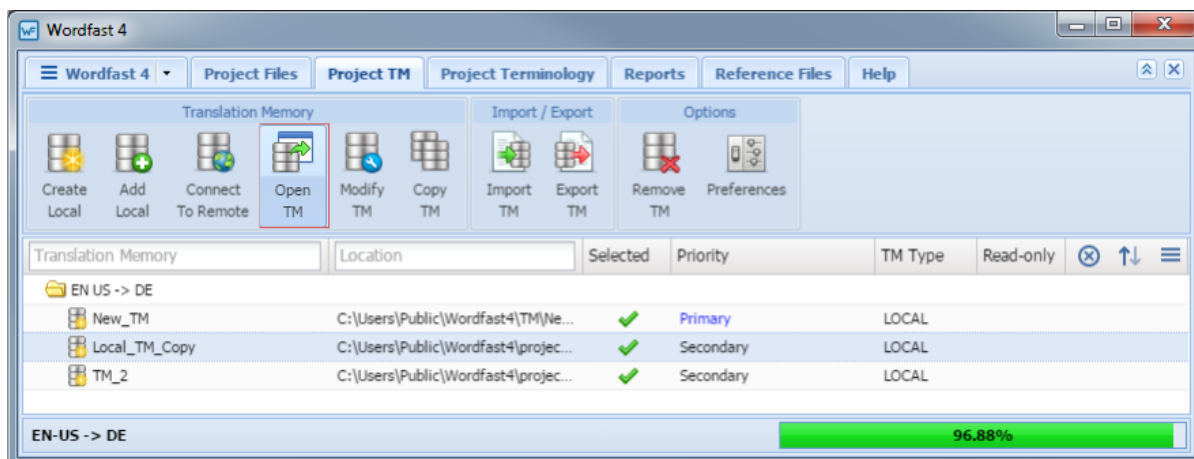 WF Wordfast 4
Wordfast 4 Project Files Project TM Project Terminology Reports Reference Files Help
Translation Memory Import / Export Options
Create Local Add Local Connect To Remote Open TM Modify TM Copy TM Import TM Export TM Remove TM Preferences
Translation Memory Location Selected Priority TM Type Read-only
EN US -> DE
New_TM C:\Users\Public\Wordfast4\TM\Ne... Primary LOCAL
Local_TM_Copy C:\Users\Public\Wordfast4\projec... Secondary LOCAL
TM_2 C:\Users\Public\Wordfast4\projec... Secondary LOCAL
EN-US -> DE 96.88%